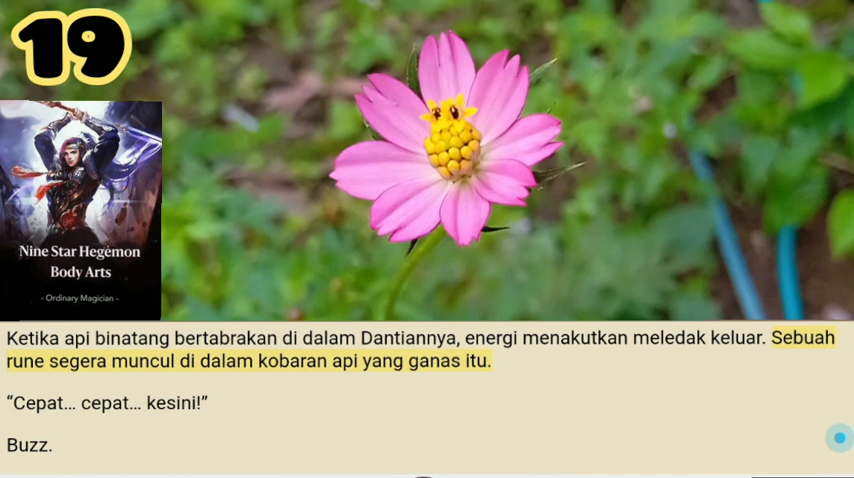 19
Nine Star Hegemon
Body Arts
- Ordinary Magician -
Ketika api binatang bertabrakan di dalam Dantiannya, energi menakutkan meledak keluar. Sebuah
rune segera muncul di dalam kobaran api yang ganas itu.
“Cepat... cepat... kesini!”
Buzz.